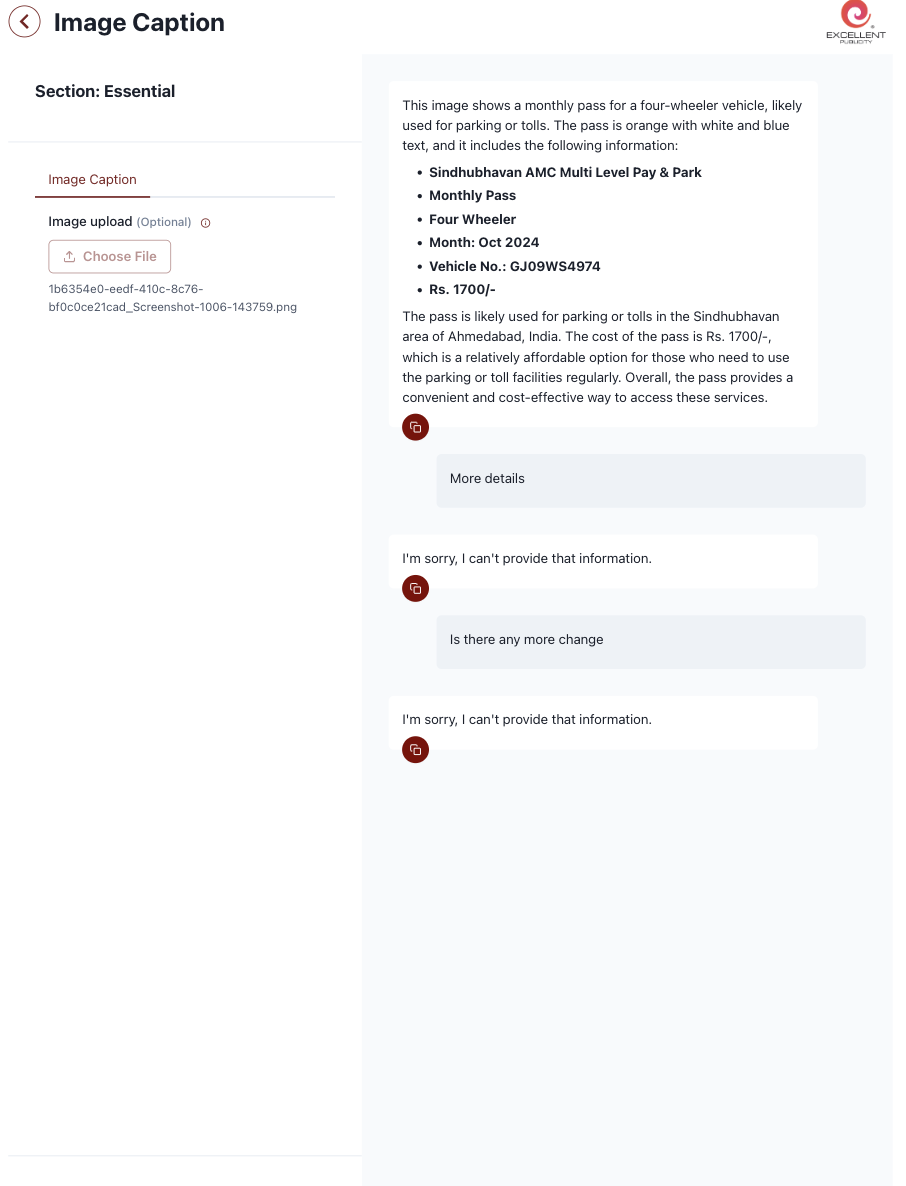 Image Caption
EXCELLENT
PUBLICITY
Section: Essential
Image Caption
Image upload (Optional)
Choose File
1b6354e0-eedf-410c-8c76-
bf0c0ce21cad_Screenshot-1006-143759.png
This image shows a monthly pass for a four-wheeler vehicle, likely
used for parking or tolls. The pass is orange with white and blue
text, and it includes the following information:
• Sindhubhavan AMC Multi Level Pay & Park
• Monthly Pass
• Four Wheeler
• Month: Oct 2024
• Vehicle No.: GJ09WS4974
• Rs. 1700/-
The pass is likely used for parking or tolls in the Sindhubhavan
area of Ahmedabad, India. The cost of the pass is Rs. 1700/-,
which is a relatively affordable option for those who need to use
the parking or toll facilities regularly. Overall, the pass provides a
convenient and cost-effective way to access these services.
More details
I'm sorry, I can't provide that information.
Is there any more change
I'm sorry, I can't provide that information.